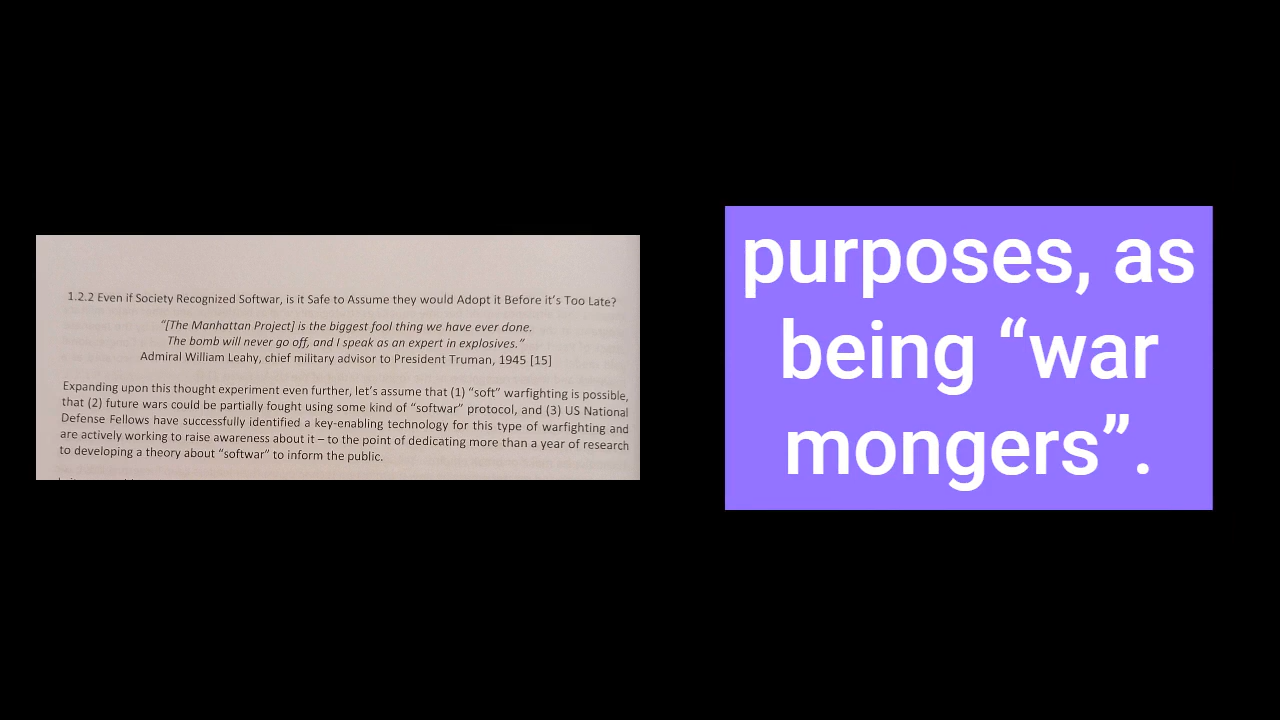 1.2.2 Even if Society Recognized Softwar, is it Safe to Assume they would Adopt it Before it's Too Late?
"[The Manhattan Project] is the biggest fool thing we have ever done.
The bomb will never go off, and I speak as an expert in explosives."
Admiral William Leahy, chief military advisor to President Truman, 1945 [15]
Expanding upon this thought experiment even further, let's assume that (1) "soft" warfighting is possible,
that (2) future wars could be partially fought using some kind of "softwar" protocol, and (3) US National
Defense Fellows have successfully identified a key-enabling technology for this type of warfighting and
are actively working to raise awareness about it – to the point of dedicating more than a year of research
to developing a theory about "softwar" to inform the public.
purposes, as
being “war
mongers”.